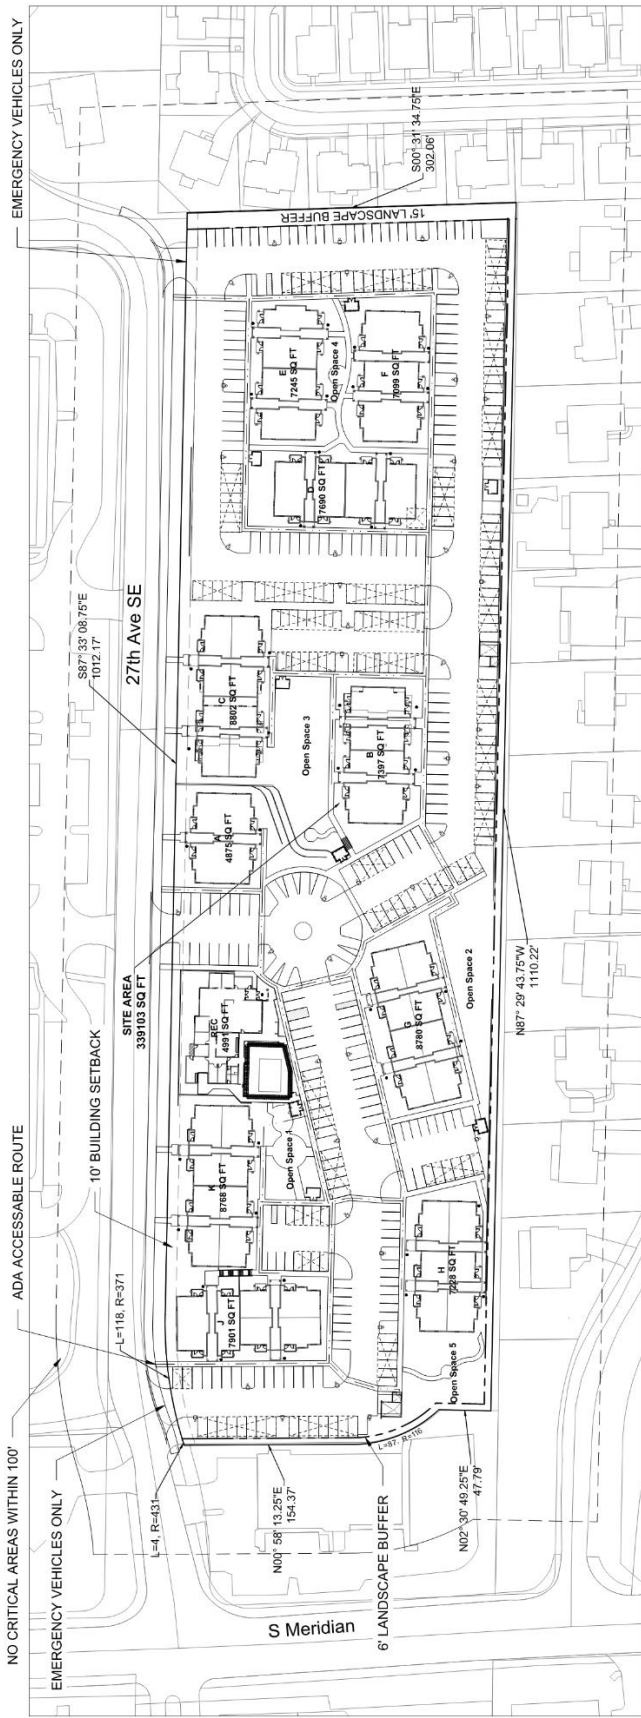 NO CRITICAL AREAS WITHIN 100'
ADA ACCESSABLE ROUTE
EMERGENCY VEHICLES ONLY
EMERGENCY VEHICLES ONLY
10' BUILDING SETBACK
L=118, R=371
L=4, R=431
SITE AREA
339103 SQ FT
S87° 33' 08.75"E
1012.17'
27th Ave SE
S00° 31' 34.75"E
302.06'
15' LANDSCAPE BUFFER
J
7901 SQ FT
K
8768 SQ FT
REC
4991 SQ FT
A
4875 SQ FT
C
8802 SQ FT
D
7690 SQ FT
E
7245 SQ FT
Open Space 4
F
7099 SQ FT
Open Space 1
Open Space 3
B
7397 SQ FT
G
8780 SQ FT
Open Space 2
H
7228 SQ FT
Open Space 5
N00° 58' 13.25"E
154.37'
L=87, R=116
S Meridian
6' LANDSCAPE BUFFER
N02° 30' 49.25"E
47.79'
N87° 29' 43.75"W
1110.22'